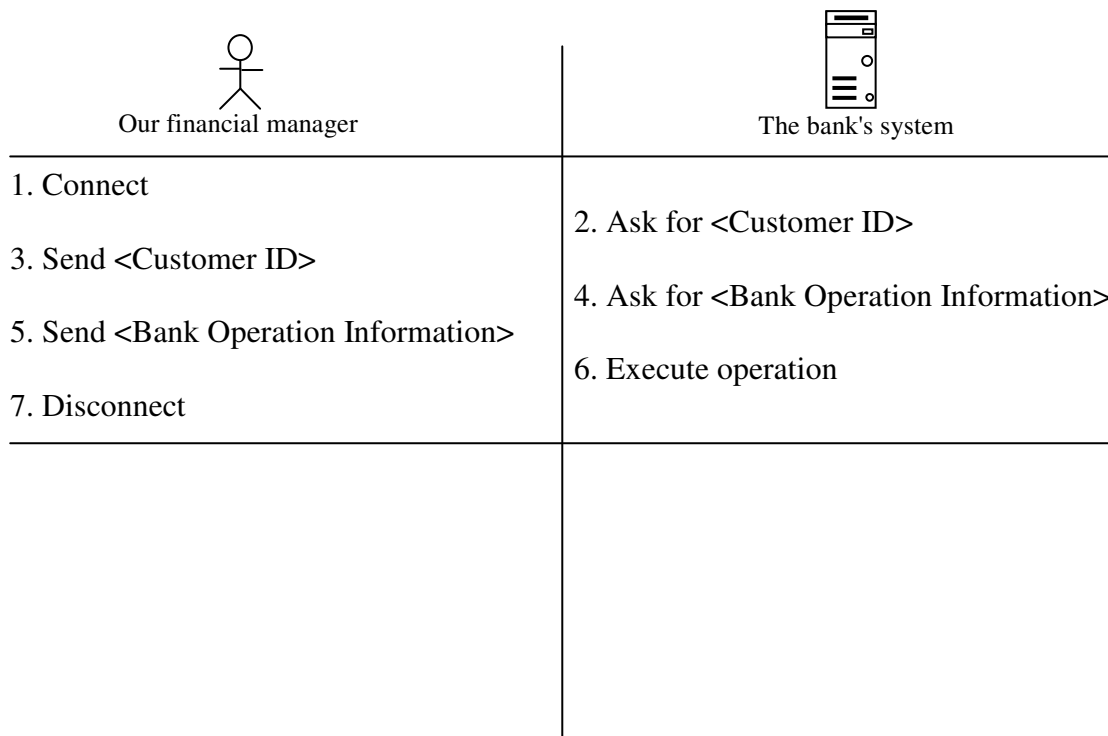 Our financial manager
The bank's system
1. Connect
2. Ask for <Customer ID>
3. Send <Customer ID>
4. Ask for <Bank Operation Information>
5. Send <Bank Operation Information>
6. Execute operation
7. Disconnect